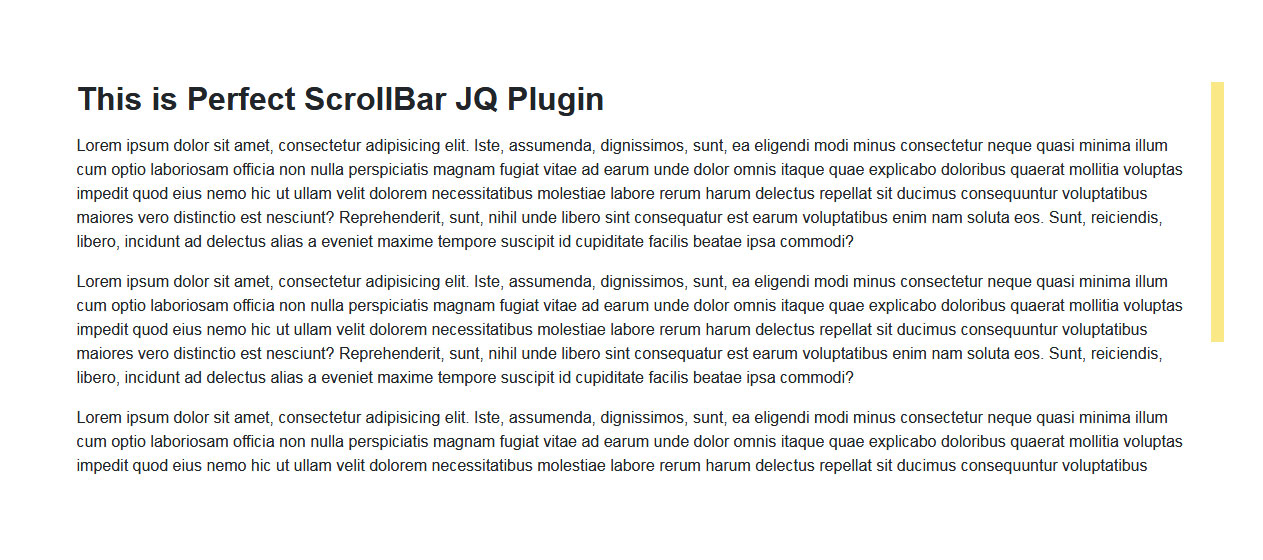 This is Perfect ScrollBar JQ Plugin
Lorem ipsum dolor sit amet, consectetur adipisicing elit. Iste, assumenda, dignissimos, sunt, ea eligendi modi minus consectetur neque quasi minima illum
cum optio laboriosam officia non nulla perspiciatis magnam fugiat vitae ad earum unde dolor omnis itaque quae explicabo doloribus quaerat mollitia voluptas
impedit quod eius nemo hic ut ullam velit dolorem necessitatibus molestiae labore rerum harum delectus repellat sit ducimus consequuntur voluptatibus
maiores vero distinctio est nesciunt? Reprehenderit, sunt, nihil unde libero sint consequatur est earum voluptatibus enim nam soluta eos. Sunt, reiciendis,
libero, incidunt ad delectus alias a eveniet maxime tempore suscipit id cupiditate facilis beatae ipsa commodi?
Lorem ipsum dolor sit amet, consectetur adipisicing elit. Iste, assumenda, dignissimos, sunt, ea eligendi modi minus consectetur neque quasi minima illum
cum optio laboriosam officia non nulla perspiciatis magnam fugiat vitae ad earum unde dolor omnis itaque quae explicabo doloribus quaerat mollitia voluptas
impedit quod eius nemo hic ut ullam velit dolorem necessitatibus molestiae labore rerum harum delectus repellat sit ducimus consequuntur voluptatibus
maiores vero distinctio est nesciunt? Reprehenderit, sunt, nihil unde libero sint consequatur est earum voluptatibus enim nam soluta eos. Sunt, reiciendis,
libero, incidunt ad delectus alias a eveniet maxime tempore suscipit id cupiditate facilis beatae ipsa commodi?
Lorem ipsum dolor sit amet, consectetur adipisicing elit. Iste, assumenda, dignissimos, sunt, ea eligendi modi minus consectetur neque quasi minima illum
cum optio laboriosam officia non nulla perspiciatis magnam fugiat vitae ad earum unde dolor omnis itaque quae explicabo doloribus quaerat mollitia voluptas
impedit quod eius nemo hic ut ullam velit dolorem necessitatibus molestiae labore rerum harum delectus repellat sit ducimus consequuntur voluptatibus